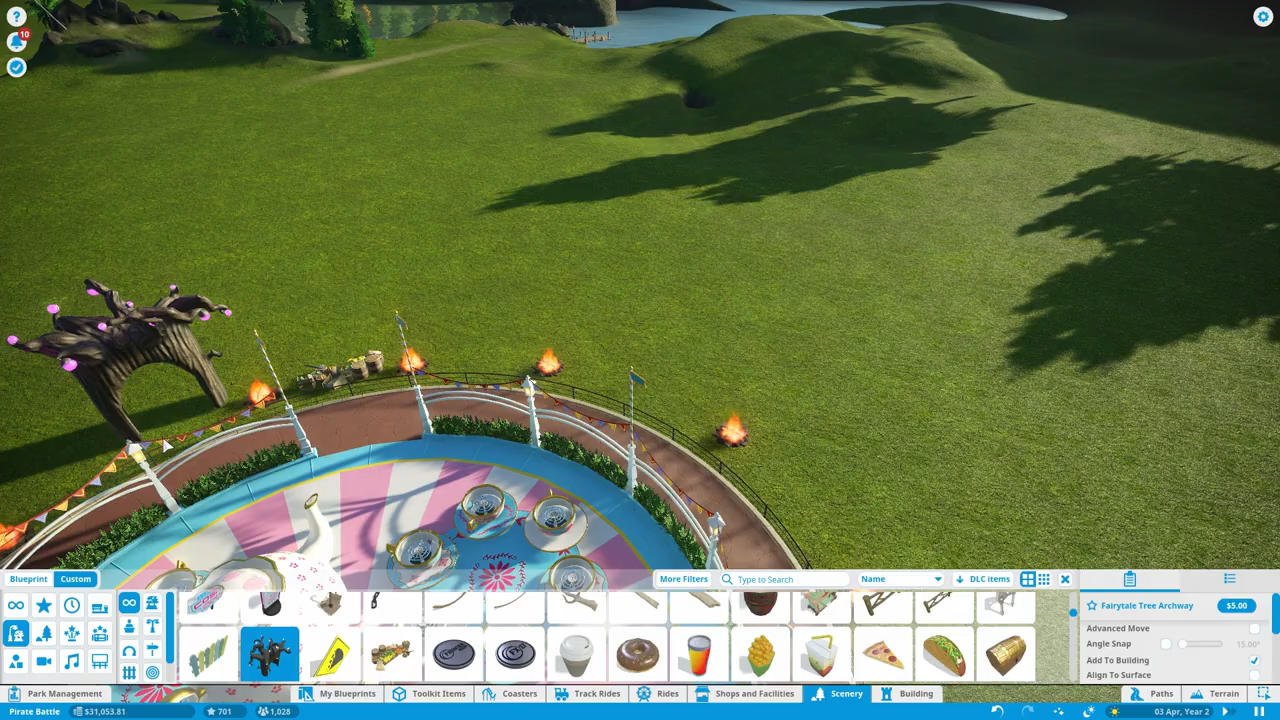 10
Blueprint Custom
More Filters Type to Search Name DLC items
Fairytale Tree Archway $5.00
Advanced Move
Angle Snap 15.00°
Add To Building
Align To Surface
Park Management My Blueprints Toolkit Items Coasters Track Rides Rides Shops and Facilities Scenery Building Paths Terrain
Pirate Battle $31,053.81 701 1,028 03 Apr, Year 2